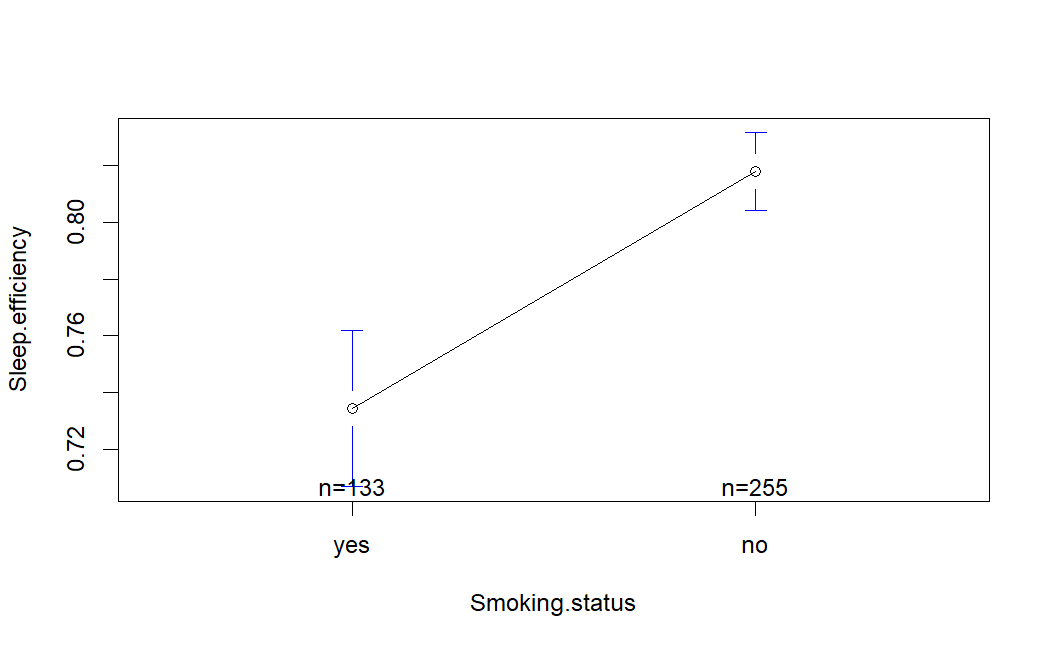 Sleep.efficiency
0.80
0.76
0.72
n=133
n=255
yes
no
Smoking.status